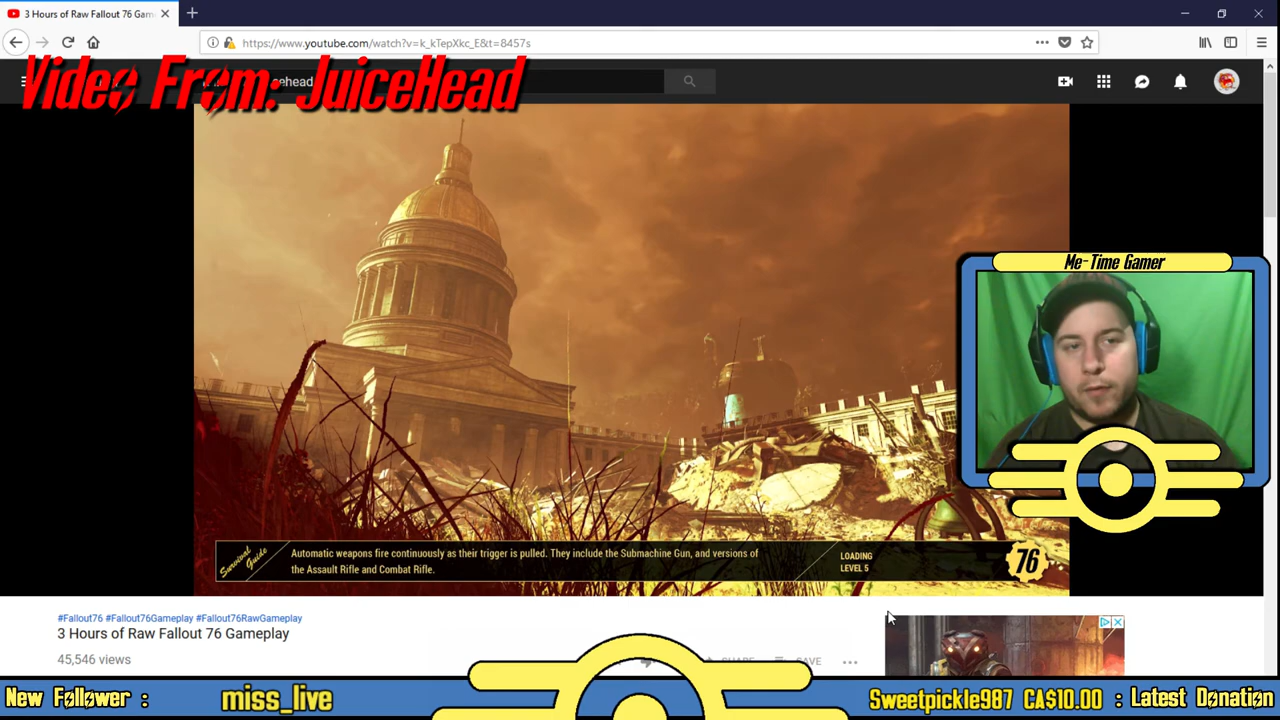 3 Hours of Raw Fallout 76 Gam
https://www.youtube.com/watch?v=k_kTepXkc_E&t=8457s
Video From: JuiceHead
cehead
Me-Time Gamer
Survival Guide
Automatic weapons fire continuously as their trigger is pulled. They include the Submachine Gun, and versions of
the Assault Rifle and Combat Rifle.
LOADING
LEVEL 5
76
#Fallout76 #Fallout76Gameplay #Fallout76RawGameplay
3 Hours of Raw Fallout 76 Gameplay
45,546 views
SHARE
SAVE
New Follower :
miss_live
Sweetpickle987 CA$10.00 : Latest Donation